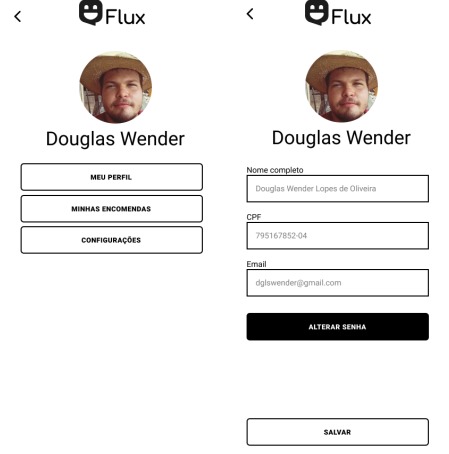 Flux
Douglas Wender
MEU PERFIL
MINHAS ENCOMENDAS
CONFIGURAÇÕES
Flux
Douglas Wender
Nome completo
Douglas Wender Lopes de Oliveira
CPF
795167852-04
Email
dglswender@gmail.com
ALTERAR SENHA
SALVAR